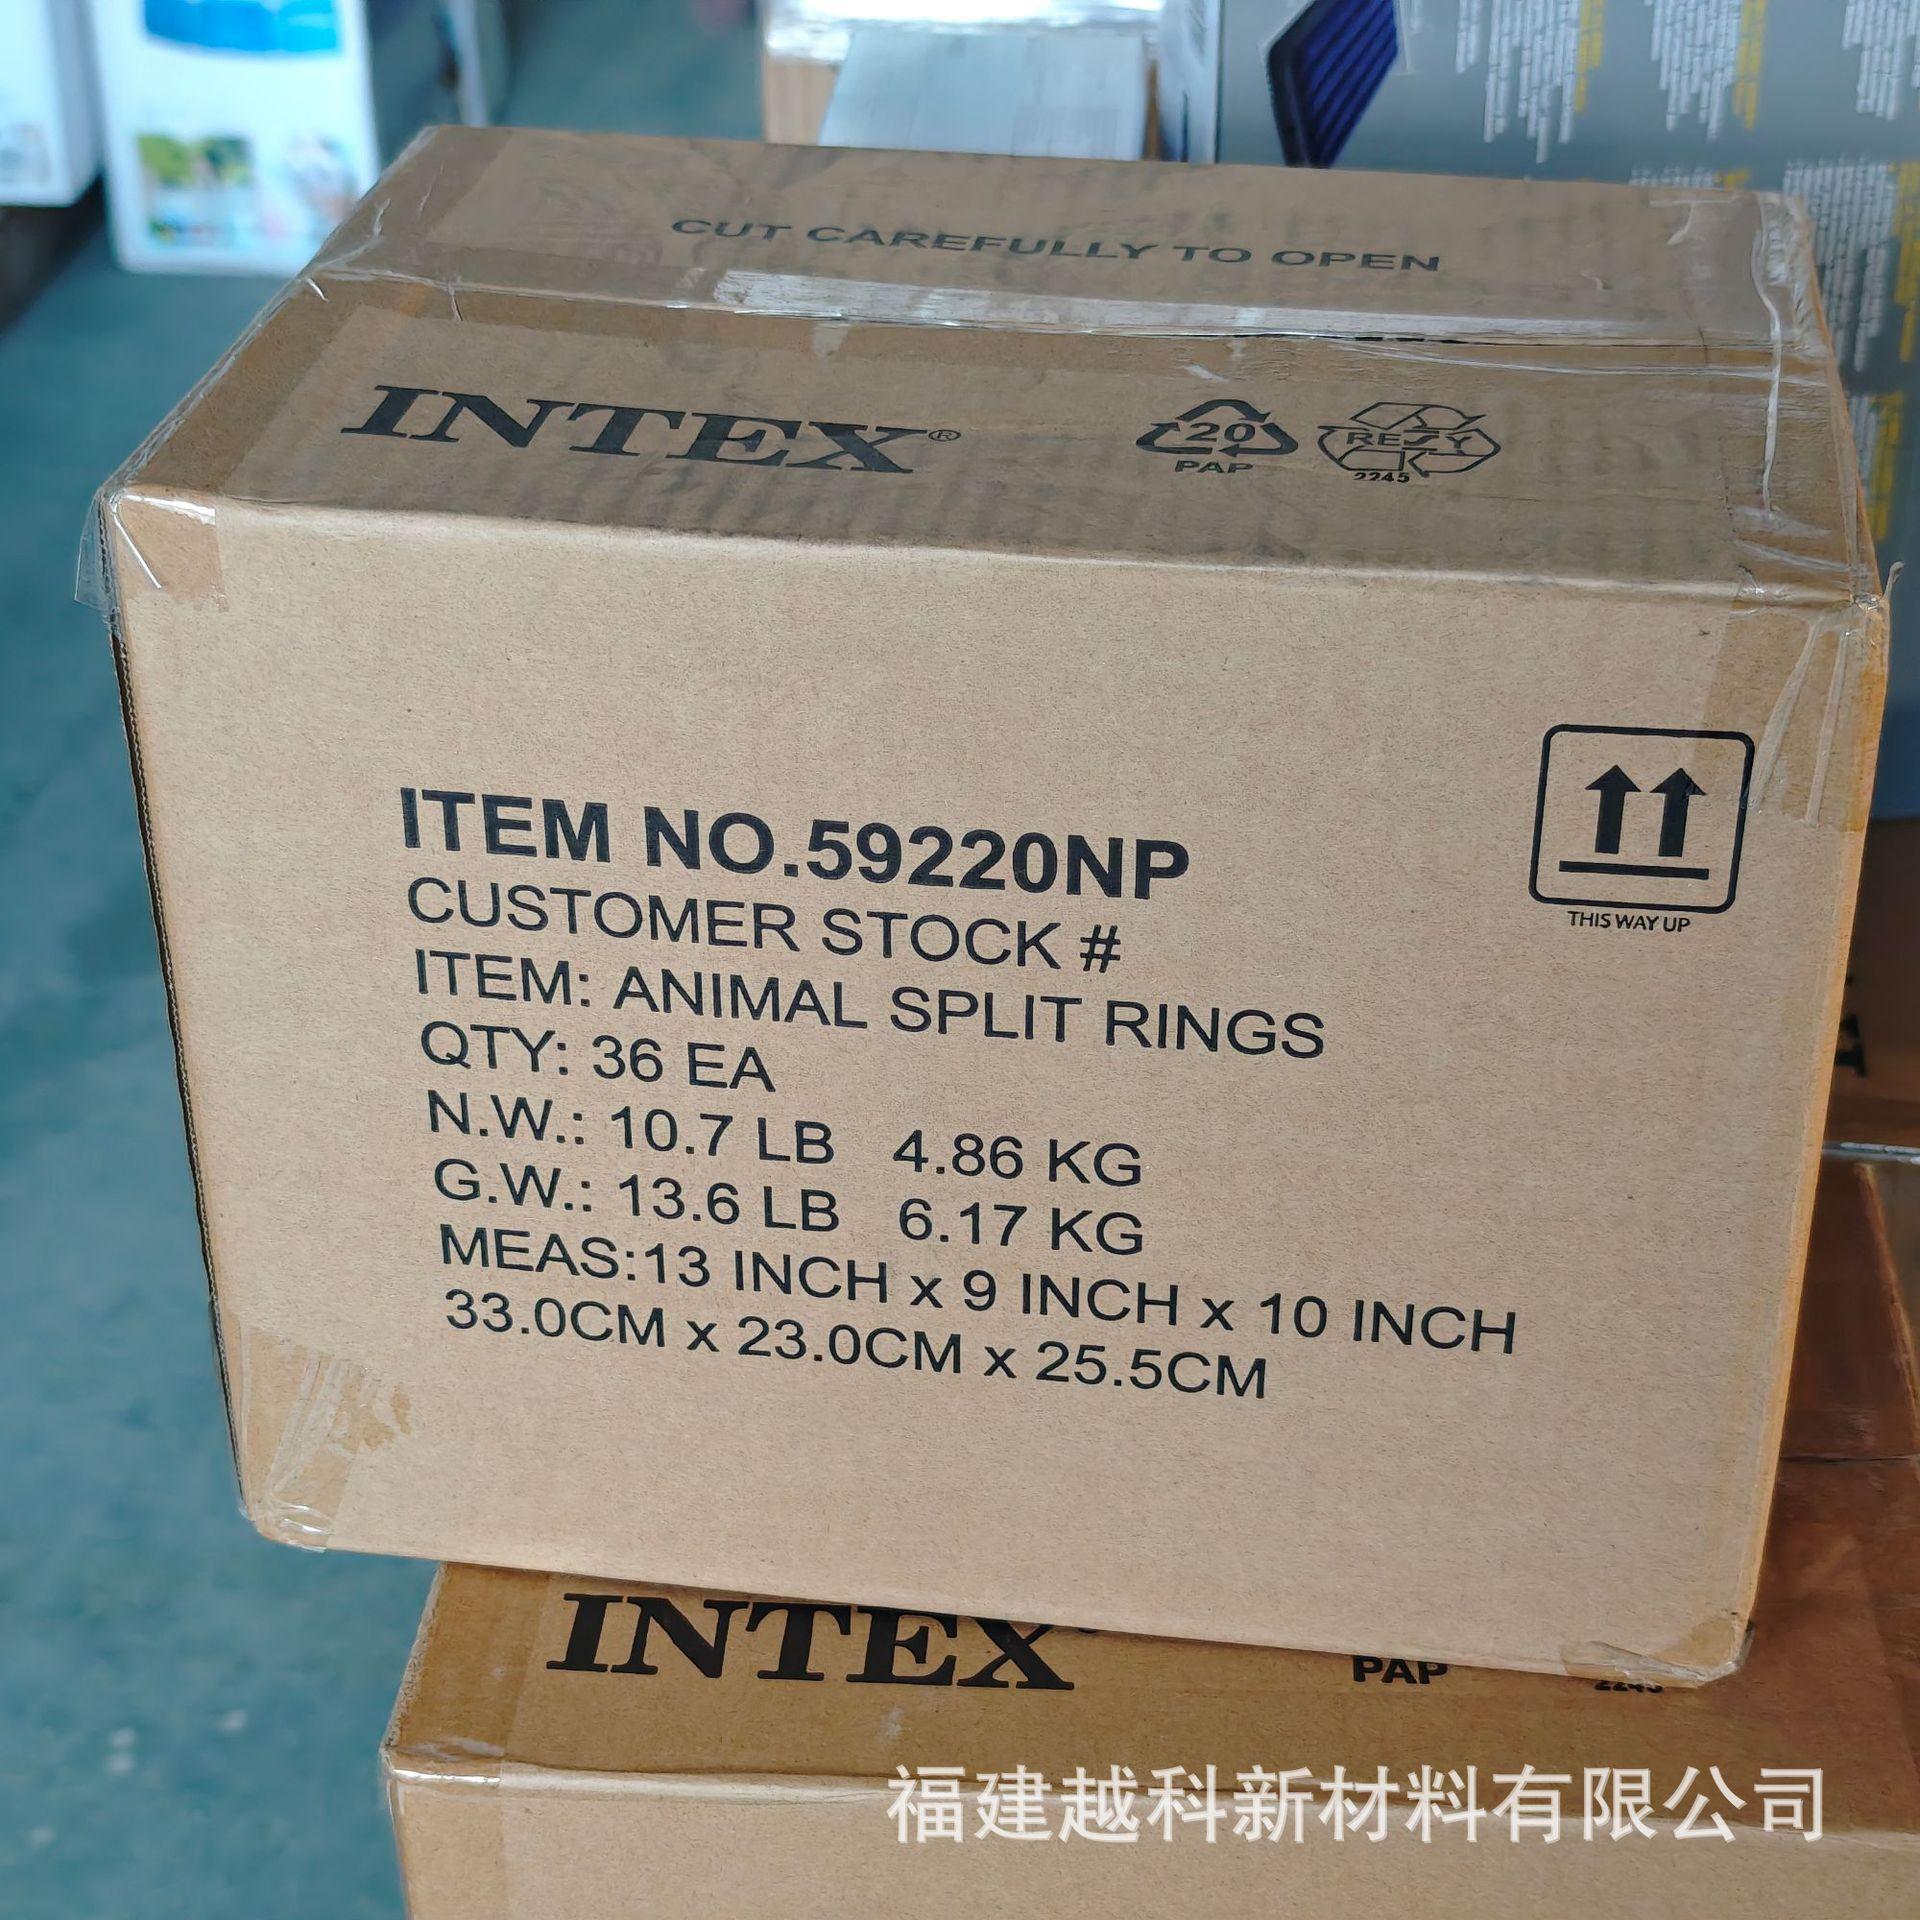 CUT CAREFULLY TO OPEN
INTEX®
20
PAP
RESY
2245
ITEM NO.59220NP
CUSTOMER STOCK #
ITEM: ANIMAL SPLIT RINGS
QTY: 36 EA
N.W.: 10.7 LB 4.86 KG
G.W.: 13.6 LB 6.17 KG
MEAS:13 INCH x 9 INCH x 10 INCH
33.0CM x 23.0CM x 25.5CM
THIS WAY UP
INTEX
PAP
2245
福建越科新材料有限公司